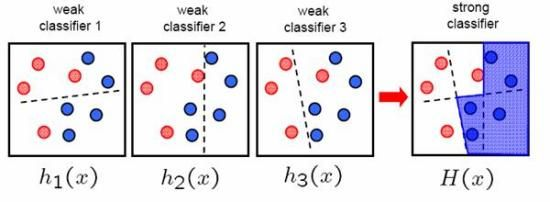 weak
classifier 1
weak
classifier 2
weak
classifier 3
strong
classifier
h₁(x)
h₂(x)
h₃(x)
H(x)